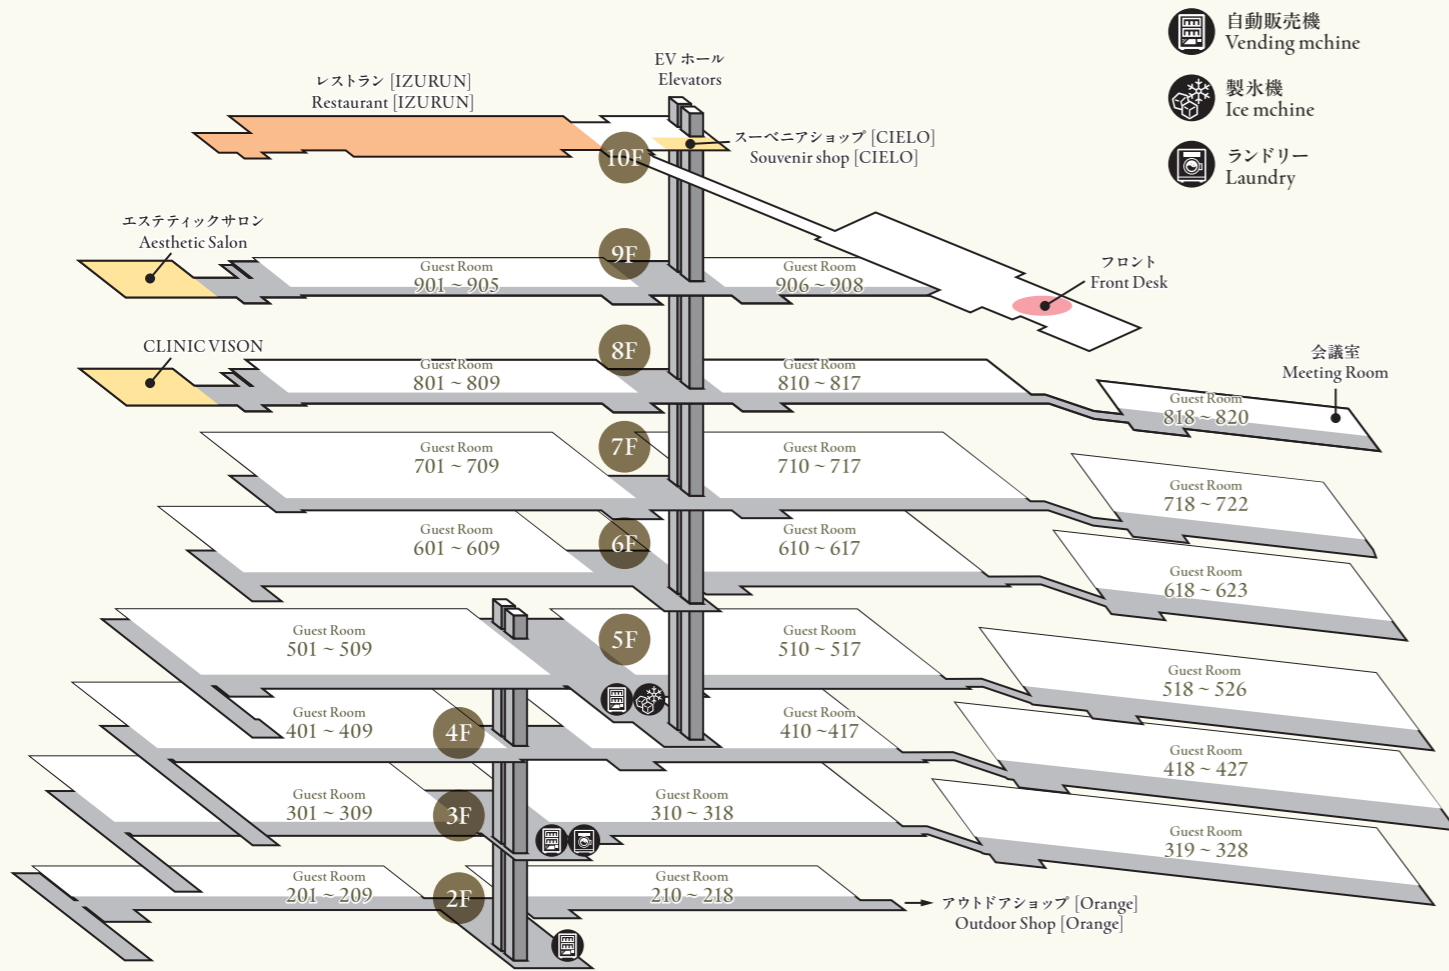 自動販売機
Vending mchine
製氷機
Ice mchine
ランドリー
Laundry
EV ホール
Elevators
レストラン [IZURUN]
Restaurant [IZURUN]
スーベニアショップ [CIELO]
Souvenir shop [CIELO]
10F
エステティックサロン
Aesthetic Salon
9F
Guest Room
901 ~ 905
Guest Room
906 ~ 908
フロント
Front Desk
CLINIC VISON
8F
Guest Room
801 ~ 809
Guest Room
810 ~ 817
会議室
Meeting Room
Guest Room
818 ~ 820
7F
Guest Room
701 ~ 709
Guest Room
710 ~ 717
Guest Room
718 ~ 722
6F
Guest Room
601 ~ 609
Guest Room
610 ~ 617
Guest Room
618 ~ 623
5F
Guest Room
501 ~ 509
Guest Room
510 ~ 517
Guest Room
518 ~ 526
4F
Guest Room
401 ~ 409
Guest Room
410 ~417
Guest Room
418 ~ 427
3F
Guest Room
301 ~ 309
Guest Room
310 ~ 318
Guest Room
319 ~ 328
2F
Guest Room
201 ~ 209
Guest Room
210 ~ 218
アウトドアショップ [Orange]
Outdoor Shop [Orange]